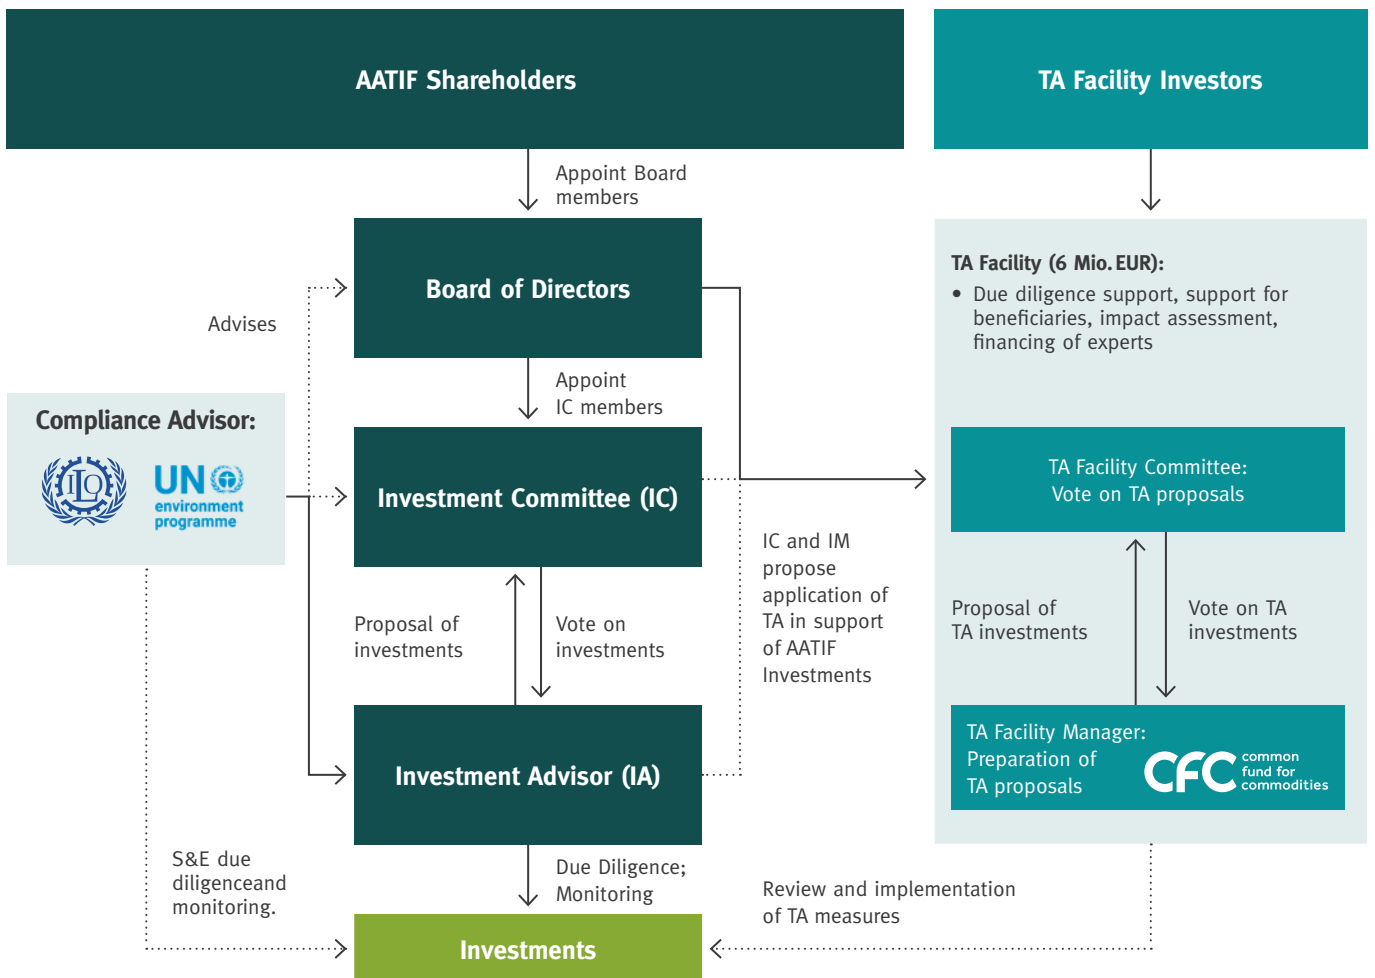 AATIF Shareholders
TA Facility Investors
Appoint Board
members
Board of Directors
Advises
Appoint
IC members
TA Facility (6 Mio. EUR):
• Due diligence support, support for
beneficiaries, impact assessment,
financing of experts
Compliance Advisor:
ILO
UN
environment
programme
Investment Committee (IC)
TA Facility Committee:
Vote on TA proposals
IC and IM
propose
application of
TA in support
of AATIF
Investments
Proposal of
investments
Vote on
investments
Proposal of
TA investments
Vote on TA
investments
Investment Advisor (IA)
TA Facility Manager:
Preparation of
TA proposals
CFC common
fund for
commodities
S&E due
diligenceand
monitoring.
Due Diligence;
Monitoring
Review and implementation
of TA measures
Investments